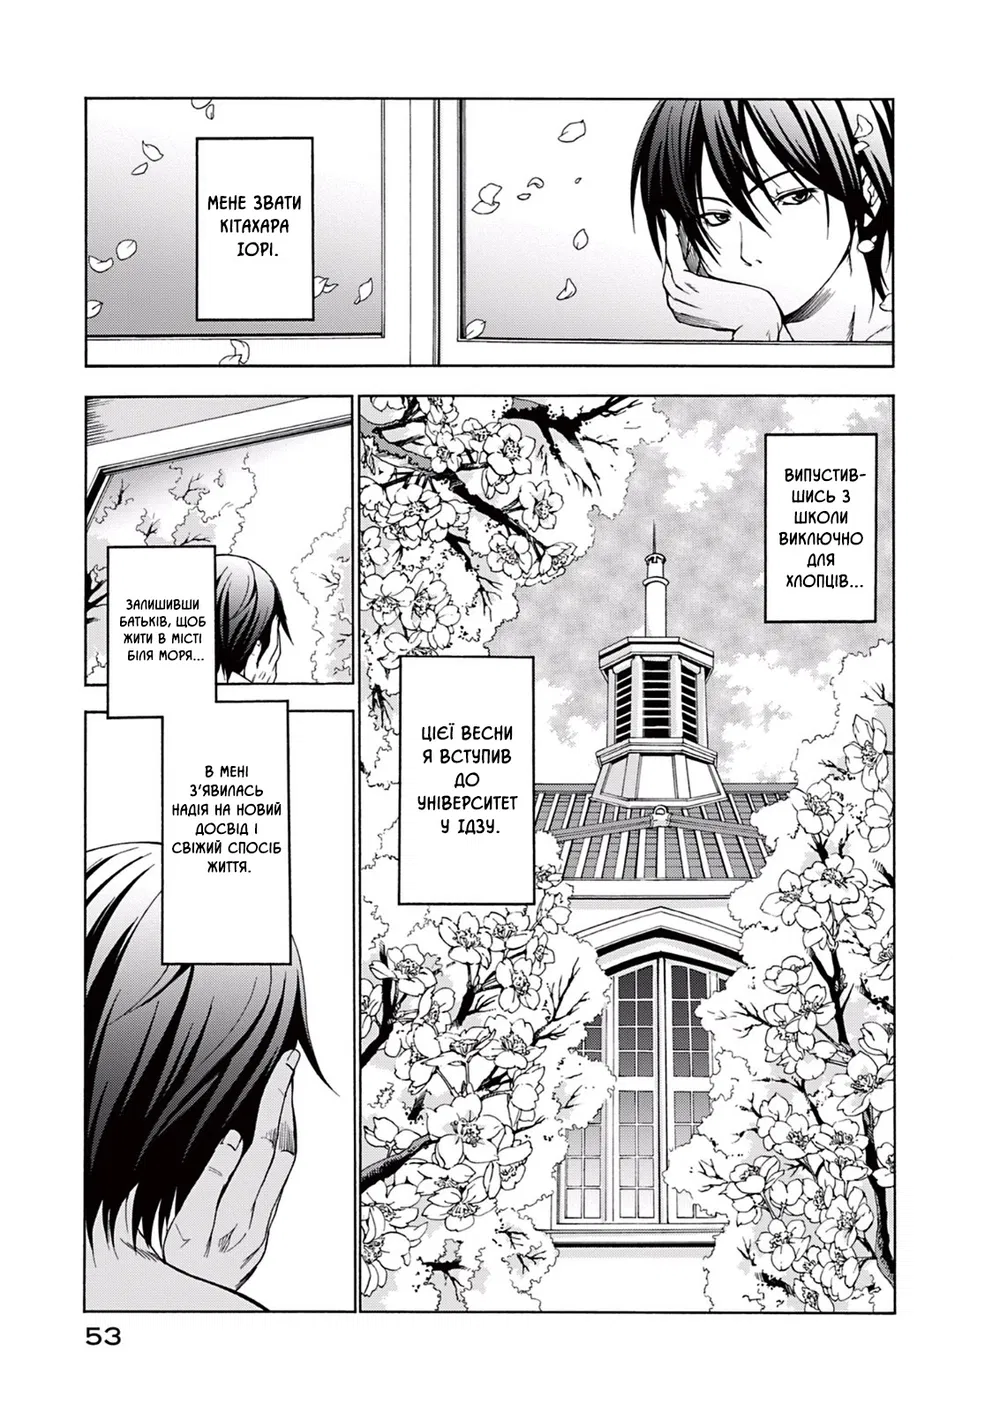 МЕНЕ ЗВАТИ
КІТАХАРА
ІОРІ.
ВИПУСТИВ-
ШИСЬ З
ШКОЛИ
ВИКЛЮЧНО
ДЛЯ
ХЛОПЦІВ...
ЦІЄЇ ВЕСНИ
Я ВСТУПИВ
ДО
УНІВЕРСИТЕТ
У ІДЗУ.
ЗАЛИШИВШИ
БАТЬКІВ, ЩОБ
ЖИТИ В МІСТІ
БІЛЯ МОРЯ...
В МЕНІ
З'ЯВИЛАСЬ
НАДІЯ НА НОВИЙ
ДОСВІД І
СВІЖИЙ СПОСІБ
ЖИТТЯ.
53